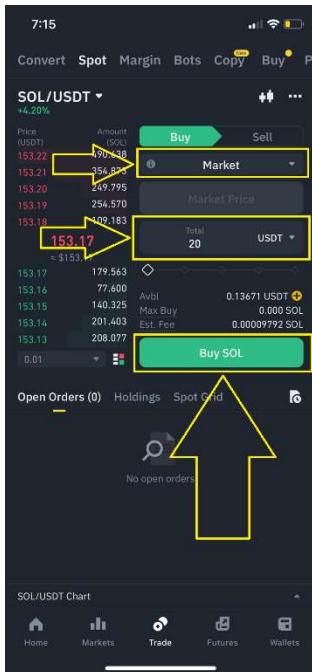 7:15
Convert Spot Margin Bots Copy Buy P
SOL/USDT
+4.20%
Price (USDT) Amount (SOL)
153.22 490.638
153.21 354.873
153.20 249.795
153.19 254.570
153.18 109.183
153.17
≈ $153.17
153.17 179.563
153.16 77.600
153.15 140.325
153.14 201.403
153.13 208.077
0.01
Buy Sell
Market
Market Price
Total
20 USDT
Avbl 0.13671 USDT
Max Buy 0.000 SOL
Est. Fee 0.00009792 SOL
Buy SOL
Open Orders (0) Holdings Spot Grid
No open orders
SOL/USDT Chart
Home Markets Trade Futures Wallets